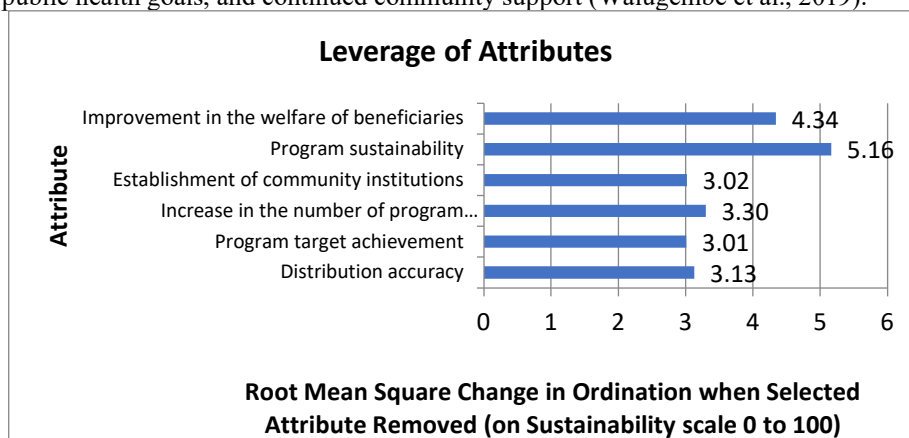 public health goals, and continued community support (Walugembe et al., 2019).
Leverage of Attributes
Attribute
Improvement in the welfare of beneficiaries 4.34
Program sustainability 5.16
Establishment of community institutions 3.02
Increase in the number of program... 3.30
Program target achievement 3.01
Distribution accuracy 3.13
0 1 2 3 4 5 6
Root Mean Square Change in Ordination when Selected
Attribute Removed (on Sustainability scale 0 to 100)